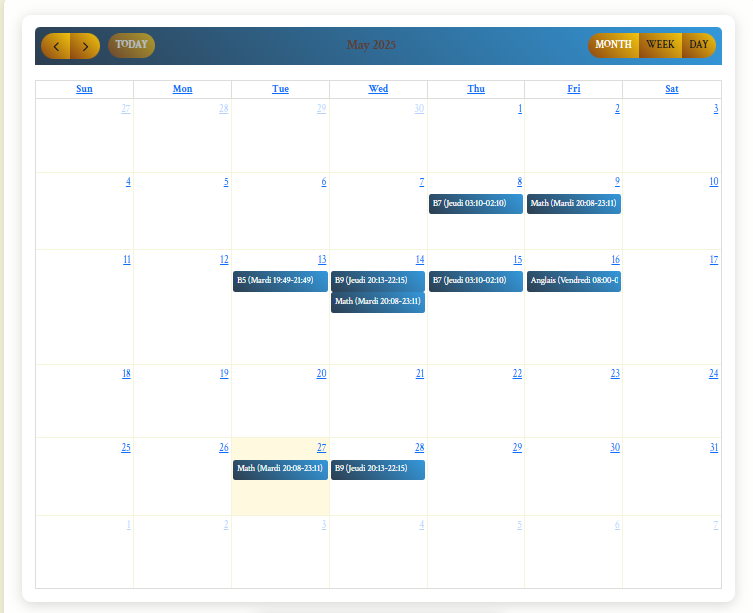 TODAY May 2025 MONTH WEEK DAY
Sun Mon Tue Wed Thu Fri Sat
27 28 29 30 1 2 3
4 5 6 7 8 9 10
B7 (Jeudi 03:10-02:10) Math (Mardi 20:08-23:11)
11 12 13 14 15 16 17
B5 (Mardi 19:49-21:49) B9 (Jeudi 20:13-22:15) B7 (Jeudi 03:10-02:10) Anglais (Vendredi 08:00-0
Math (Mardi 20:08-23:11)
18 19 20 21 22 23 24
25 26 27 28 29 30 31
Math (Mardi 20:08-23:11) B9 (Jeudi 20:13-22:15)
1 2 3 4 5 6 7